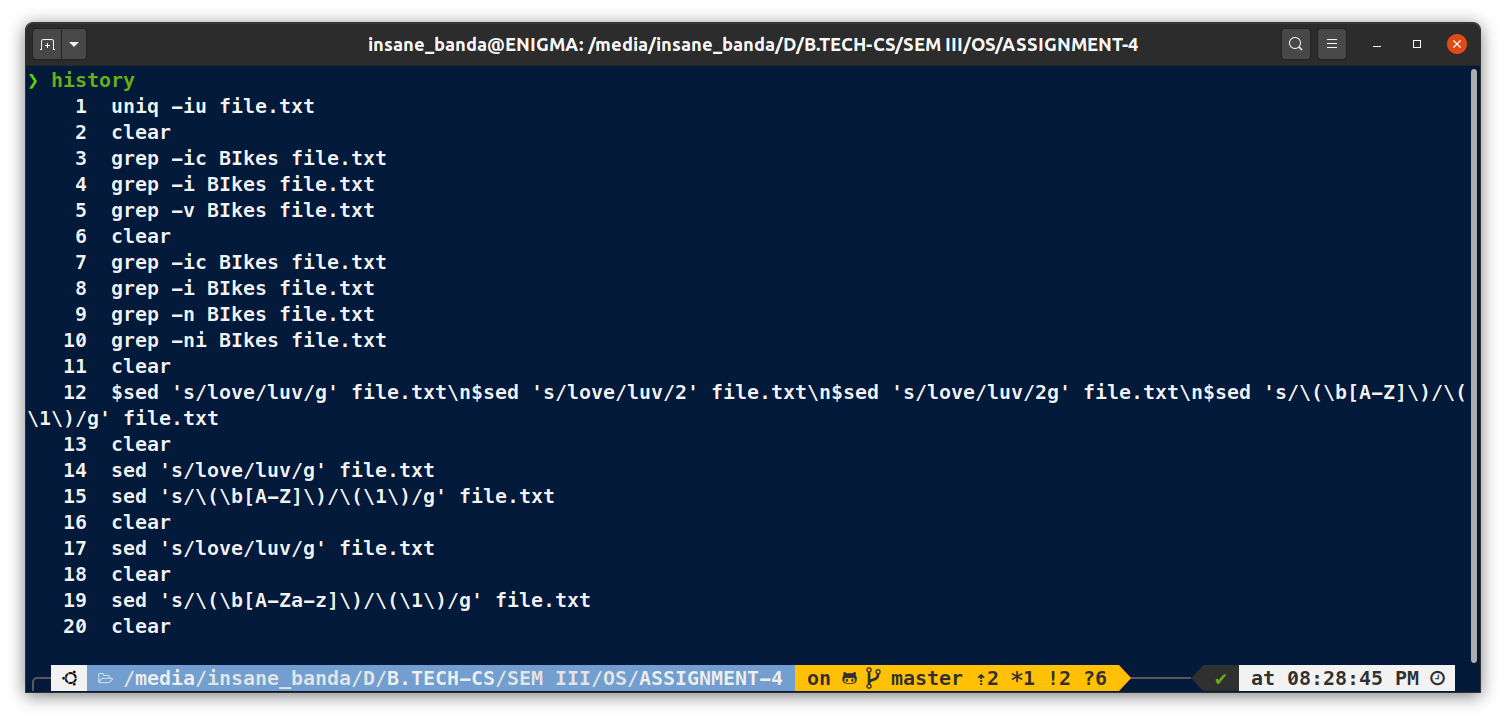 insane_banda@ENIGMA: /media/insane_banda/D/B.TECH-CS/SEM III/OS/ASSIGNMENT-4
❯ history
1 uniq -iu file.txt
2 clear
3 grep -ic BIkes file.txt
4 grep -i BIkes file.txt
5 grep -v BIkes file.txt
6 clear
7 grep -ic BIkes file.txt
8 grep -i BIkes file.txt
9 grep -n BIkes file.txt
10 grep -ni BIkes file.txt
11 clear
12 $sed 's/love/luv/g' file.txt\n$sed 's/love/luv/2' file.txt\n$sed 's/love/luv/2g' file.txt\n$sed 's/\(\b[A-Z]\)/\(
\1\)/g' file.txt
13 clear
14 sed 's/love/luv/g' file.txt
15 sed 's/\(\b[A-Z]\)/\(\1\)/g' file.txt
16 clear
17 sed 's/love/luv/g' file.txt
18 clear
19 sed 's/\(\b[A-Za-z]\)/\(\1\)/g' file.txt
20 clear
/media/insane_banda/D/B.TECH-CS/SEM III/OS/ASSIGNMENT-4 on master ⇡2 *1 !2 ?6 ✔ at 08:28:45 PM